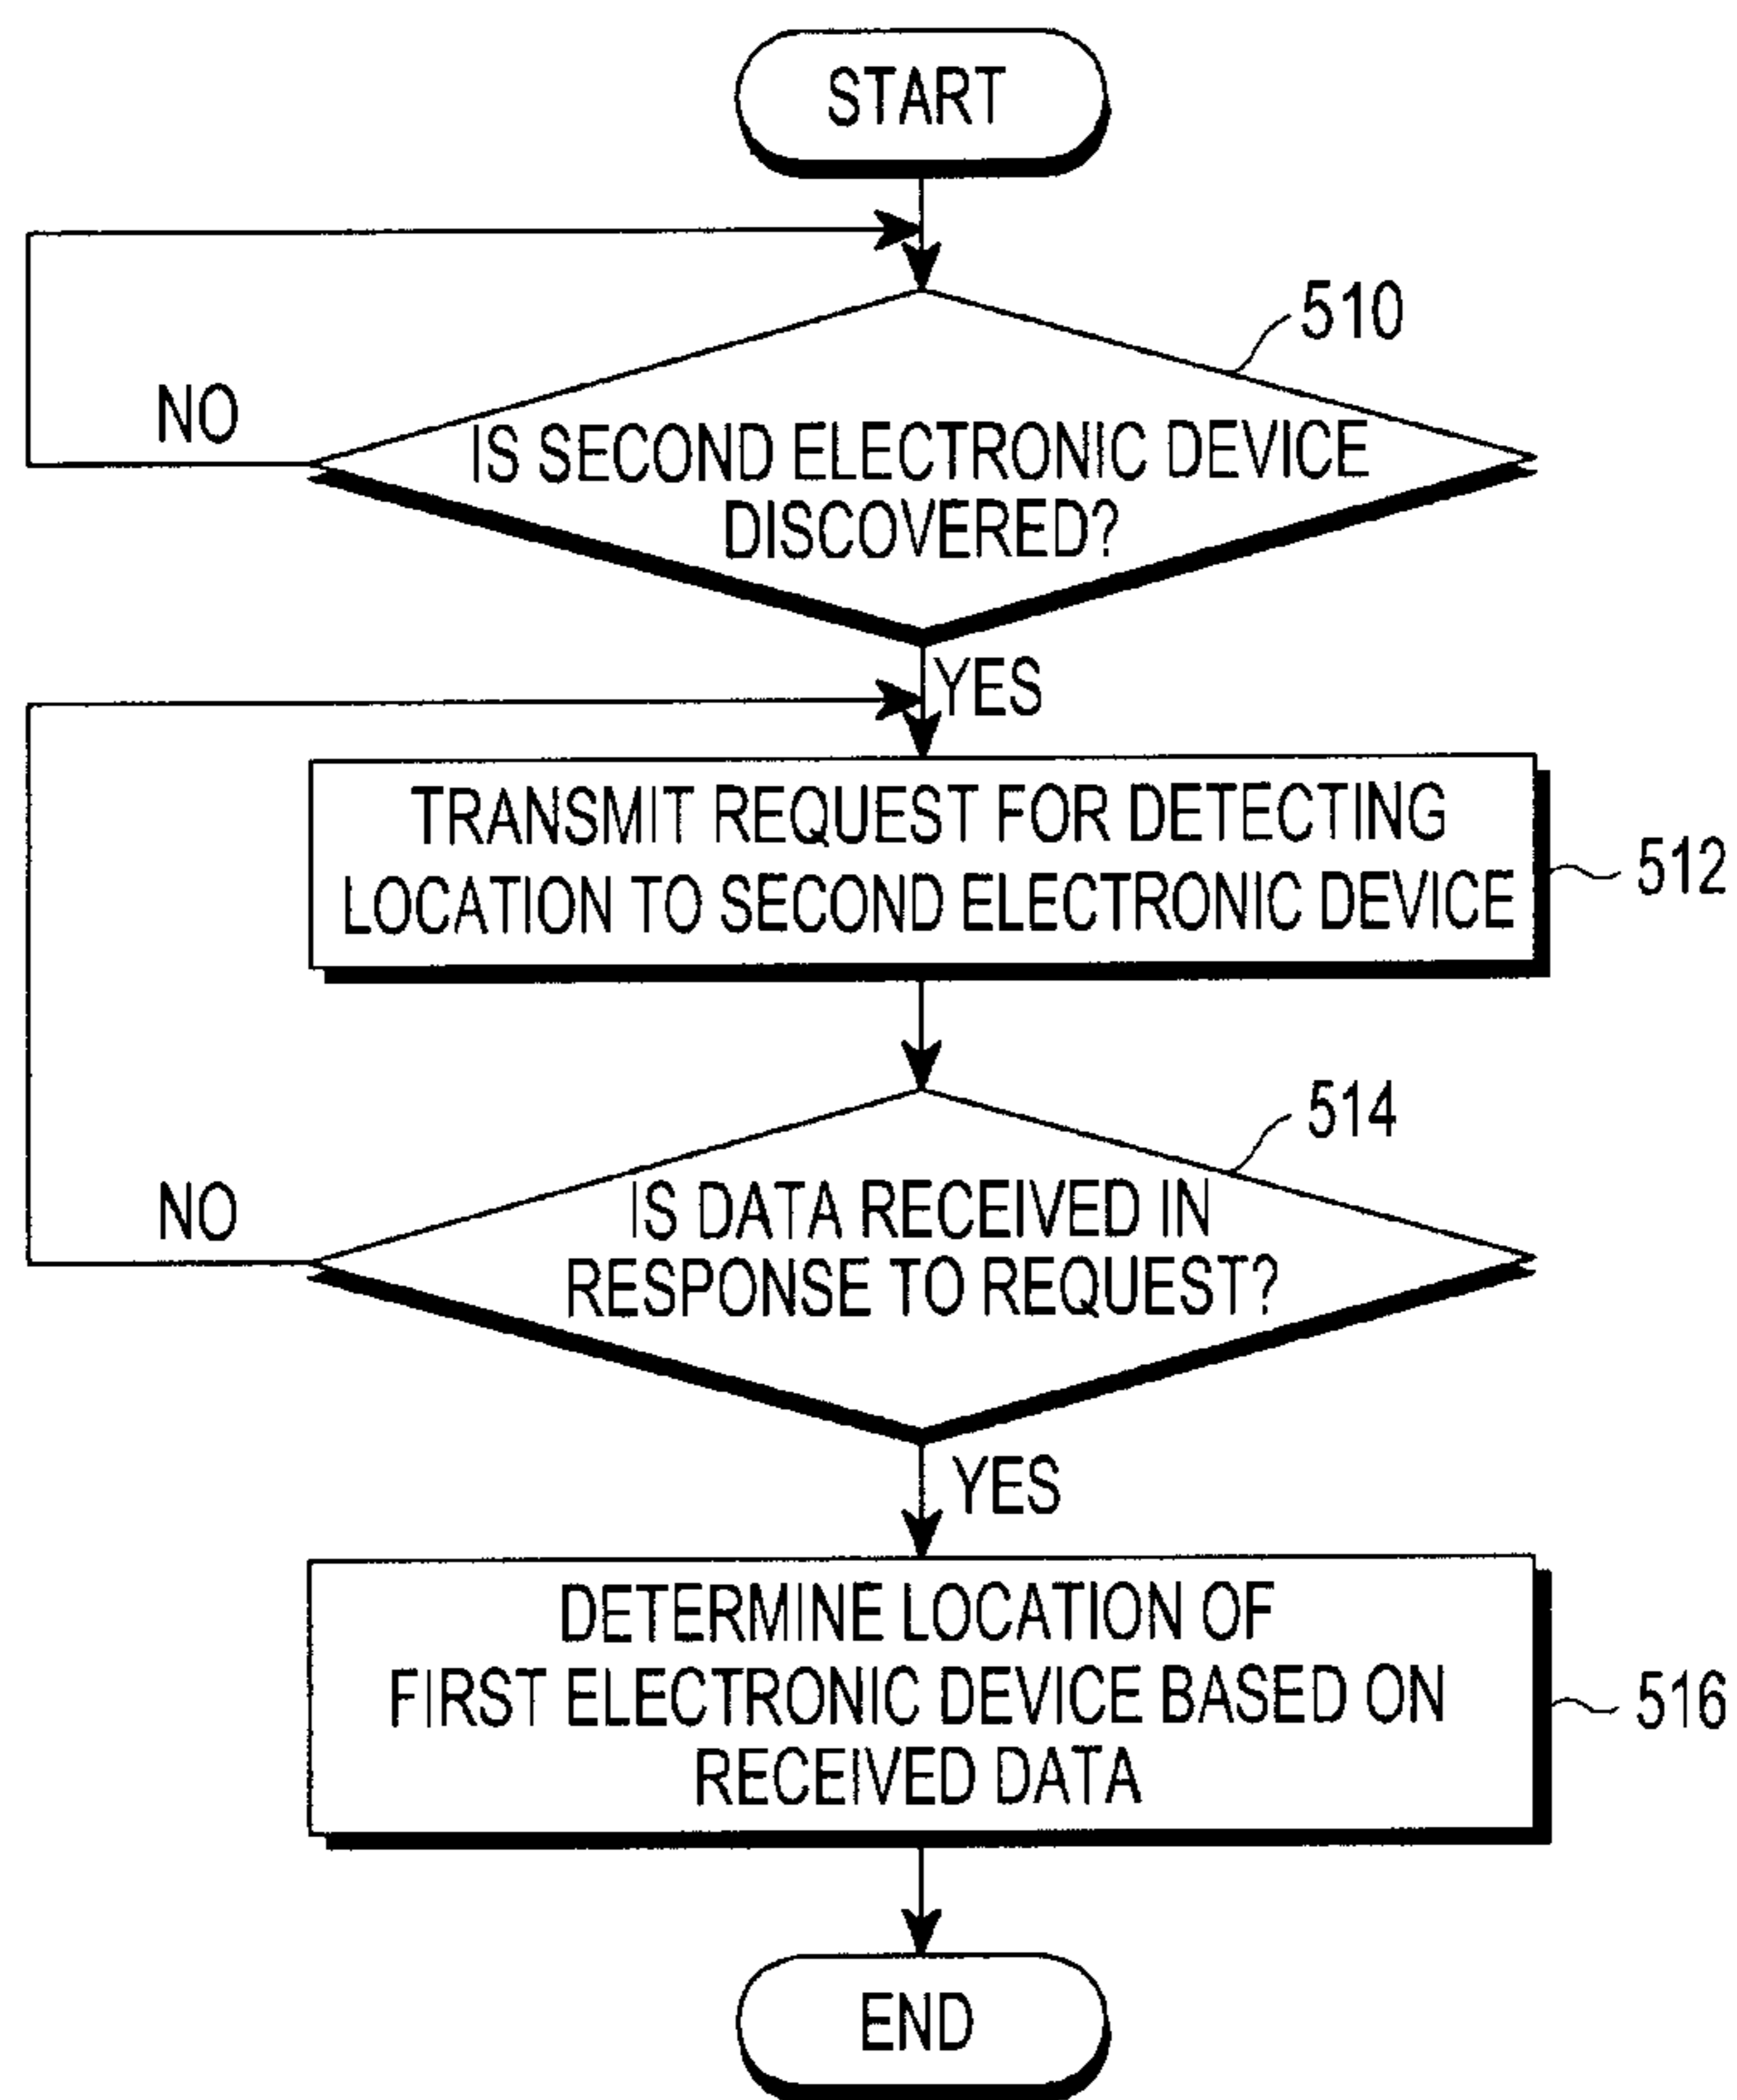 START
510
NO
IS SECOND ELECTRONIC DEVICE
DISCOVERED?
YES
TRANSMIT REQUEST FOR DETECTING
LOCATION TO SECOND ELECTRONIC DEVICE
512
514
NO
IS DATA RECEIVED IN
RESPONSE TO REQUEST?
YES
DETERMINE LOCATION OF
FIRST ELECTRONIC DEVICE BASED ON
RECEIVED DATA
516
END